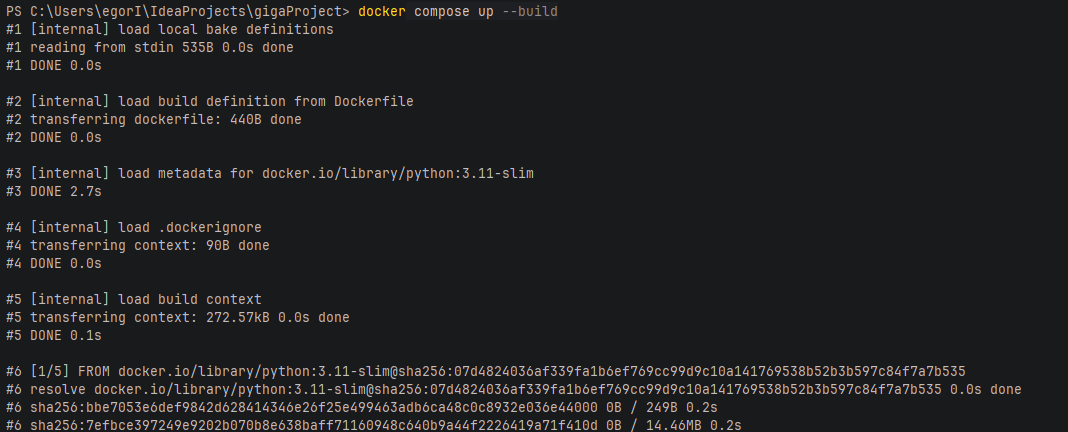 PS C:\Users\egorI\IdeaProjects\gigaProject> docker compose up --build
#1 [internal] load local bake definitions
#1 reading from stdin 535B 0.0s done
#1 DONE 0.0s
#2 [internal] load build definition from Dockerfile
#2 transferring dockerfile: 440B done
#2 DONE 0.0s
#3 [internal] load metadata for docker.io/library/python:3.11-slim
#3 DONE 2.7s
#4 [internal] load .dockerignore
#4 transferring context: 90B done
#4 DONE 0.0s
#5 [internal] load build context
#5 transferring context: 272.57kB 0.0s done
#5 DONE 0.1s
#6 [1/5] FROM docker.io/library/python:3.11-slim@sha256:07d4824036af339fa1b6ef769cc99d9c10a141769538b52b3b597c84f7a7b535
#6 resolve docker.io/library/python:3.11-slim@sha256:07d4824036af339fa1b6ef769cc99d9c10a141769538b52b3b597c84f7a7b535 0.0s done
#6 sha256:bbe7053e6def9842d628414346e26f25e499463adb6ca48c0c8932e036e44000 0B / 249B 0.2s
#6 sha256:7efbce397249e9202b070b8e638baff71160948c640b9a44f2226419a71f410d 0B / 14.46MB 0.2s